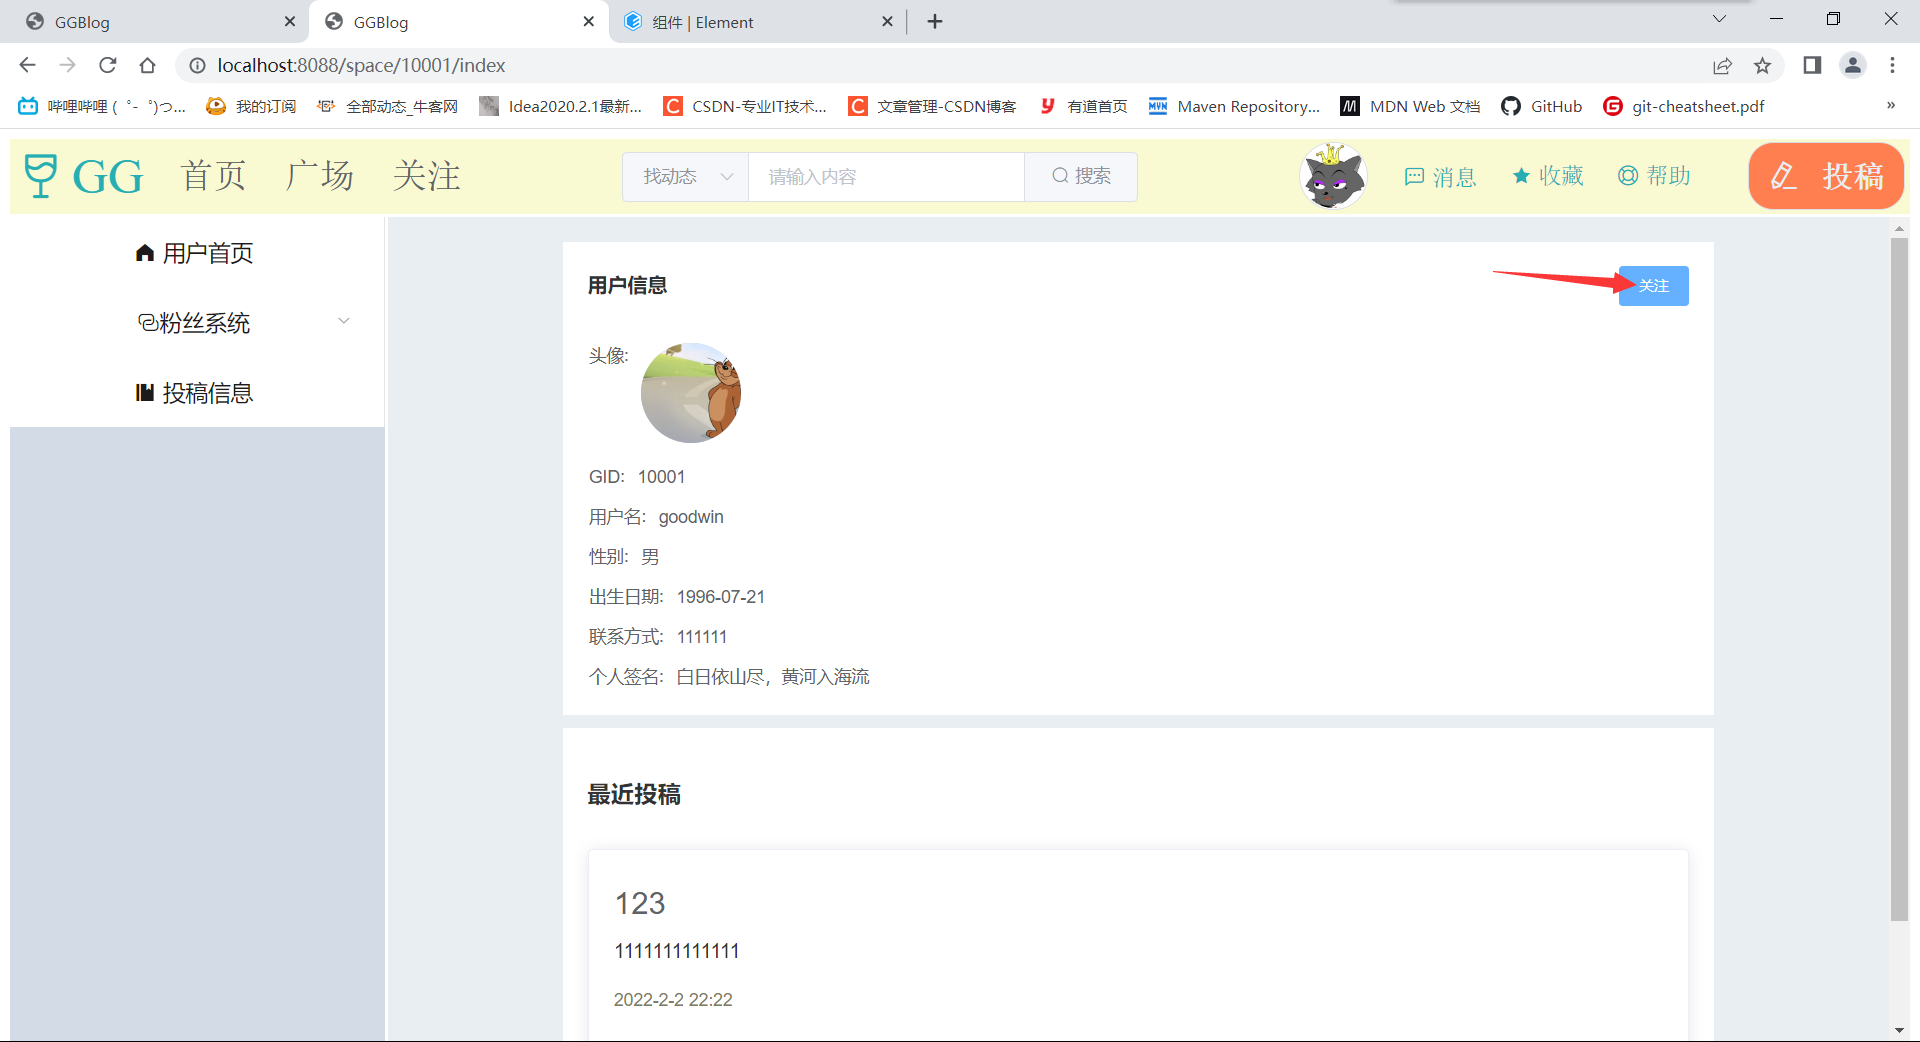 GGBlog
GGBlog
组件 | Element
localhost:8088/space/10001/index
哔哩哔哩 ( ゜- ゜)つ...
我的订阅
全部动态_牛客网
Idea2020.2.1最新...
CSDN-专业IT技术...
文章管理-CSDN博客
有道首页
Maven Repository:...
MDN Web 文档
GitHub
git-cheatsheet.pdf
»
GG 首页 广场 关注
找动态 请输入内容 搜索
消息 收藏 帮助 投稿
用户首页
粉丝系统
投稿信息
用户信息
关注
头像:
GID: 10001
用户名: goodwin
性别: 男
出生日期: 1996-07-21
联系方式: 111111
个人签名: 白日依山尽，黄河入海流
最近投稿
123
1111111111111
2022-2-2 22:22